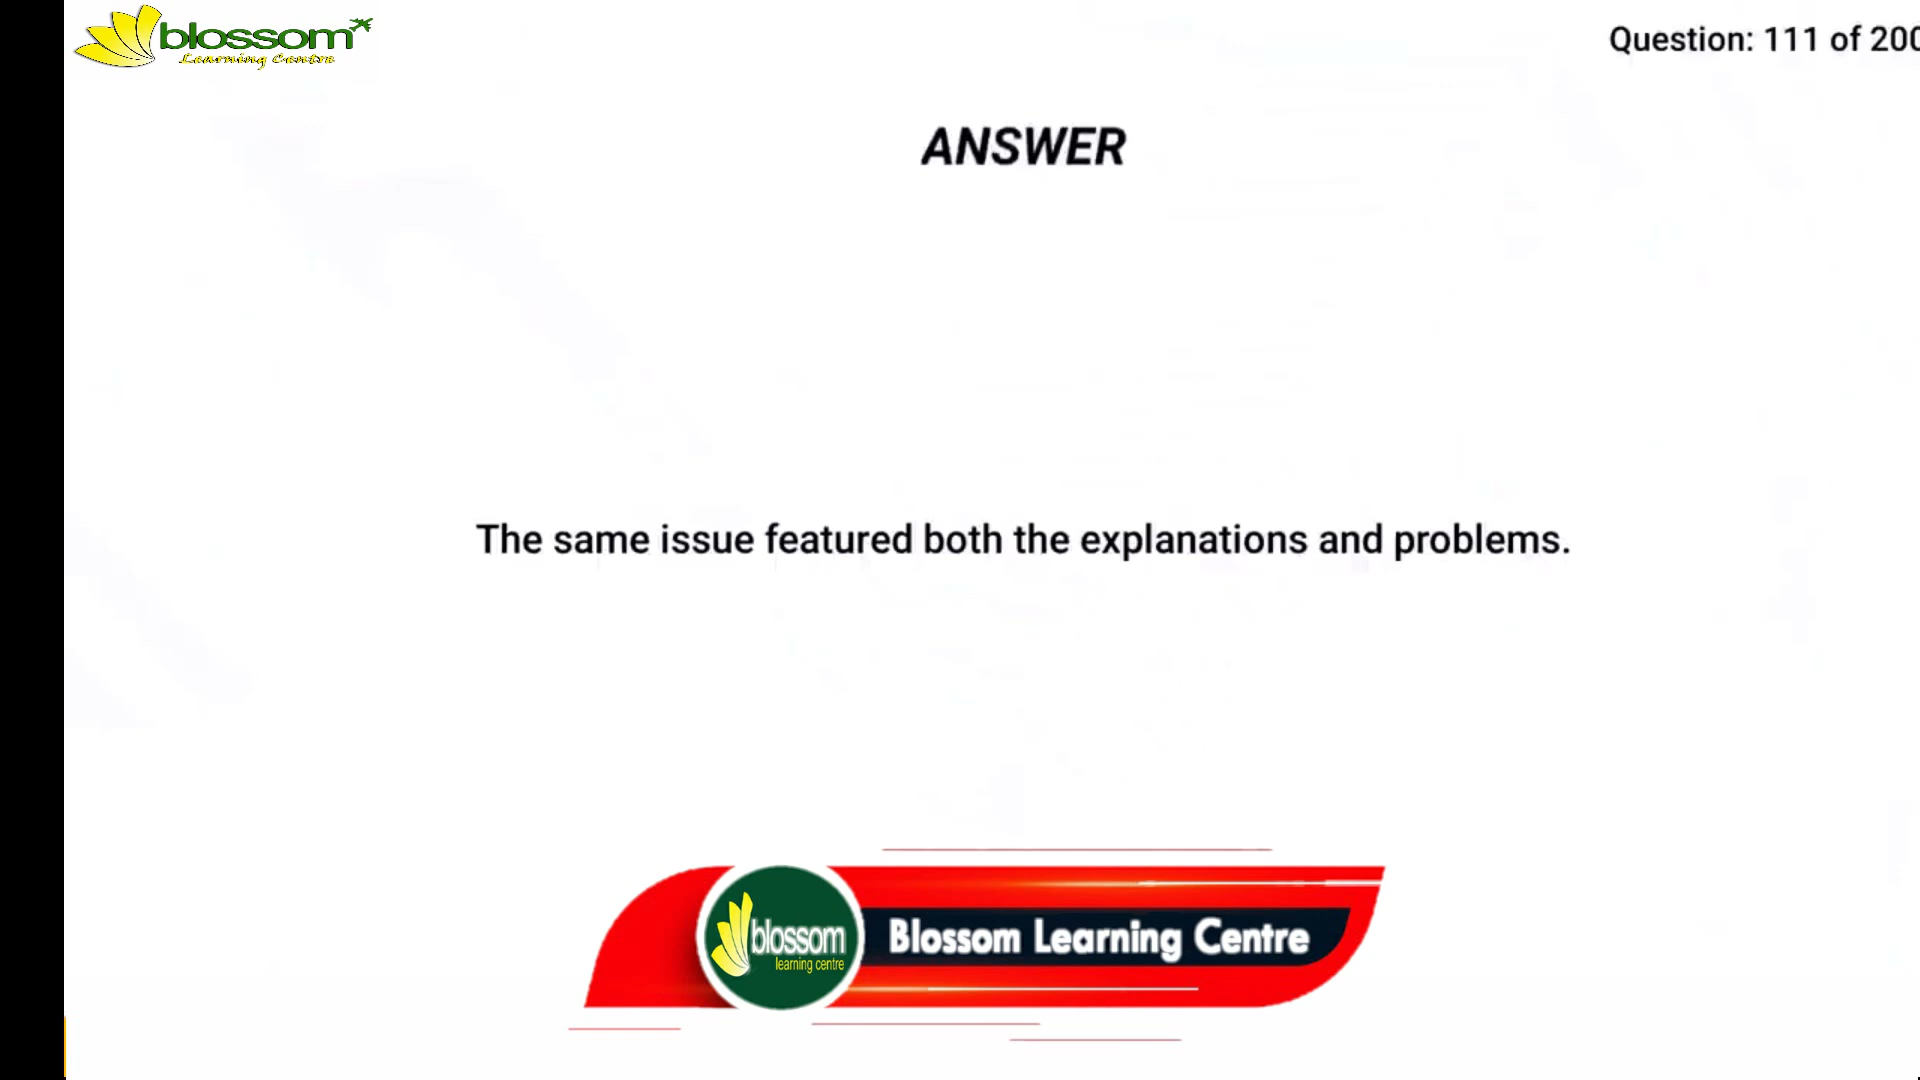 blossom
Learning Centre
Question: 111 of 200
ANSWER
The same issue featured both the explanations and problems.
blossom
learning centre
Blossom Learning Centre